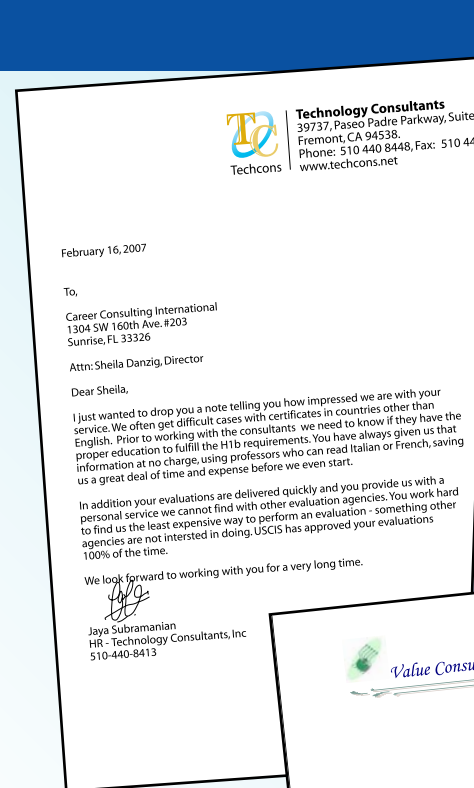 TC
Techcons
Technology Consultants
39737, Paseo Padre Parkway, Suite
Fremont, CA 94538.
Phone: 510 440 8448, Fax: 510 44
www.techcons.net
February 16, 2007
To,
Career Consulting International
1304 SW 160th Ave. #203
Sunrise, FL 33326
Attn: Sheila Danzig, Director
Dear Sheila,
I just wanted to drop you a note telling you how impressed we are with your
service. We often get difficult cases with certificates in countries other than
English. Prior to working with the consultants we need to know if they have the
proper education to fulfill the H1b requirements. You have always given us that
information at no charge, using professors who can read Italian or French, saving
us a great deal of time and expense before we even start.
In addition your evaluations are delivered quickly and you provide us with a
personal service we cannot find with other evaluation agencies. You work hard
to find us the least expensive way to perform an evaluation - something other
agencies are not intersted in doing. USCIS has approved your evaluations
100% of the time.
We look forward to working with you for a very long time.
Jaya Subramanian
HR - Technology Consultants, Inc
510-440-8413
Value Consu